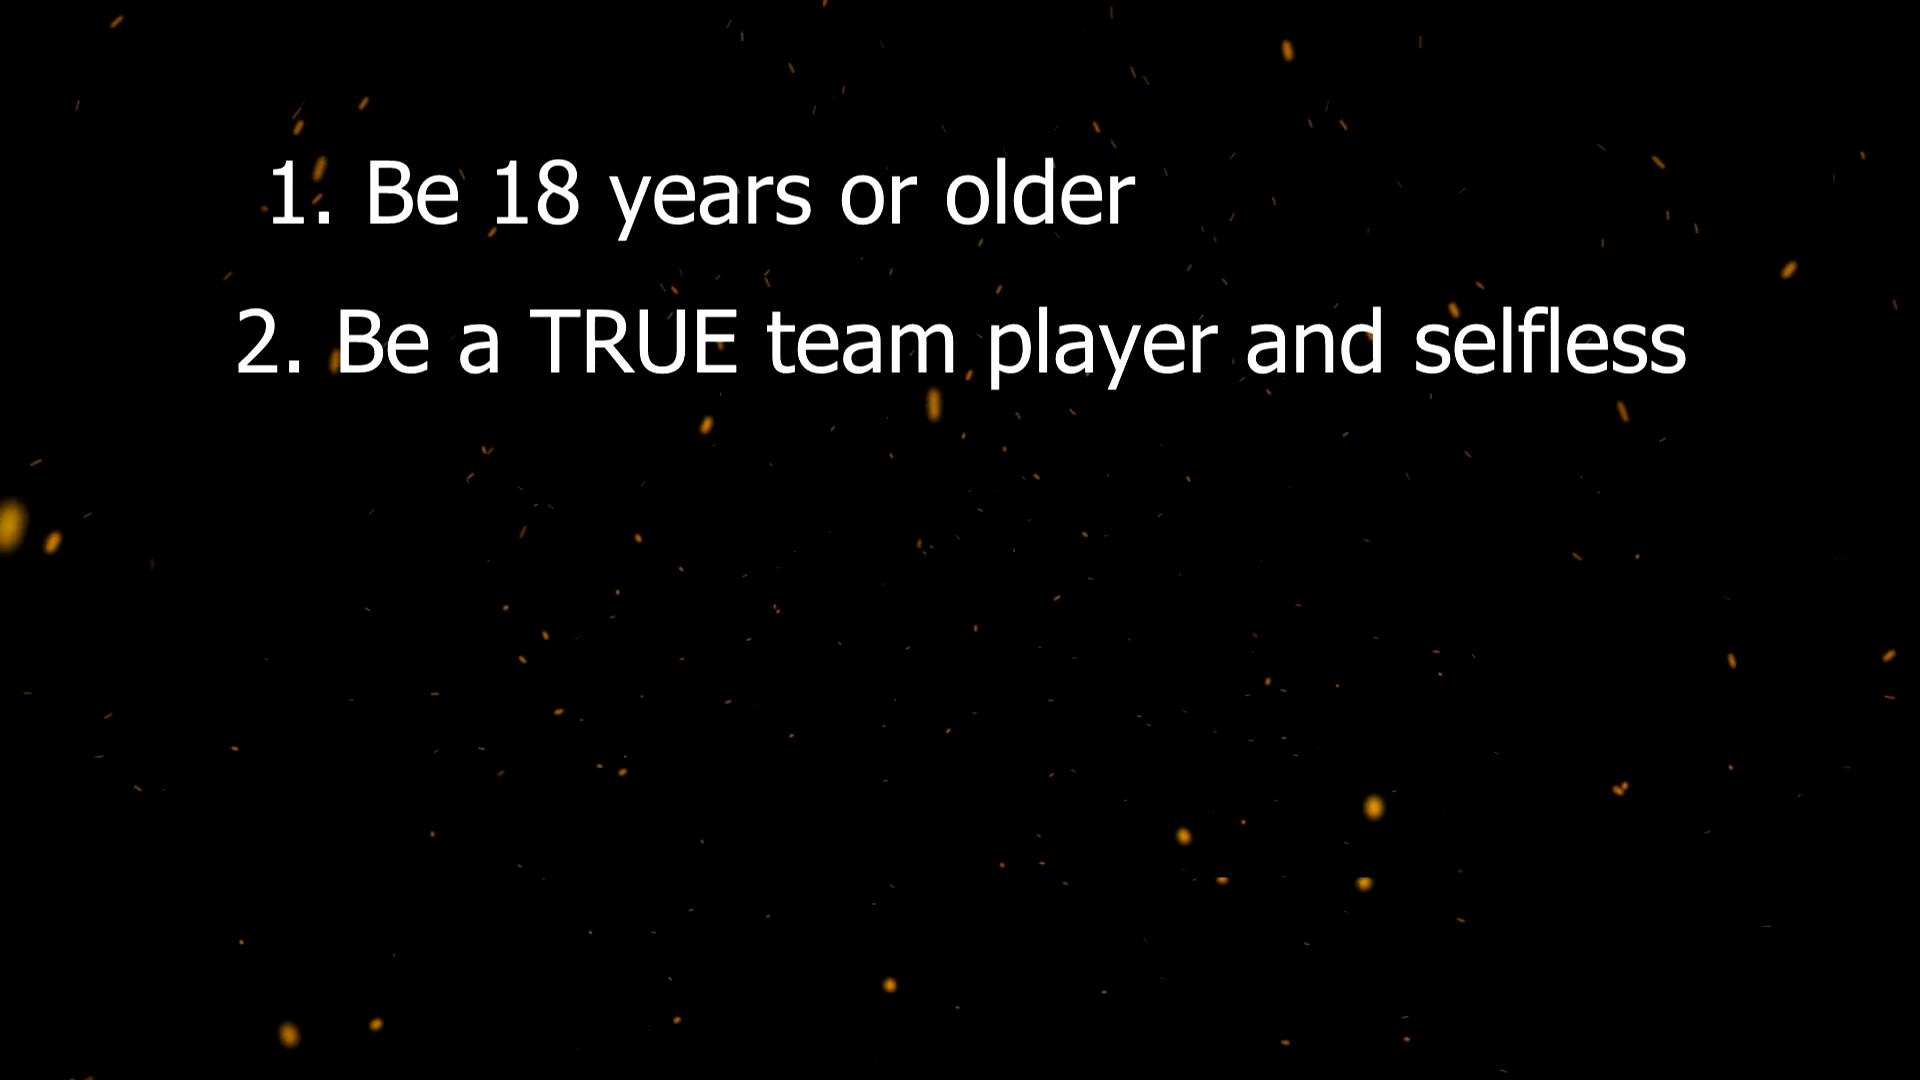 1. Be 18 years or older
2. Be a TRUE team player and selfless